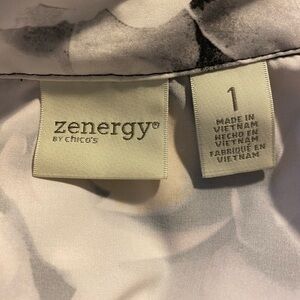 zenergy®
BY chico's
1
MADE IN
VIETNAM
HECHO EN
VIETNAM
FABRIQUÉ EN
VIETNAM